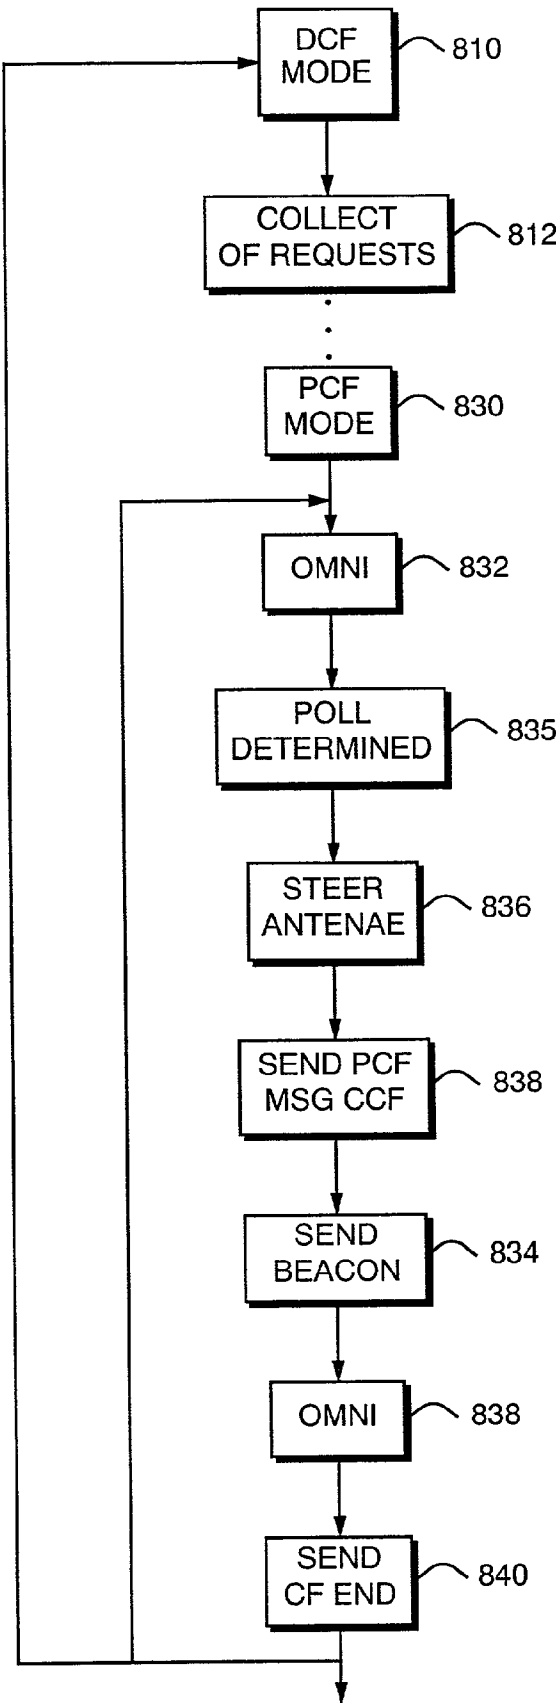 DCF
MODE
810
COLLECT
OF REQUESTS
812
PCF
MODE
830
OMNI
832
POLL
DETERMINED
835
STEER
ANTENAE
836
SEND PCF
MSG CCF
838
SEND
BEACON
834
OMNI
838
SEND
CF END
840